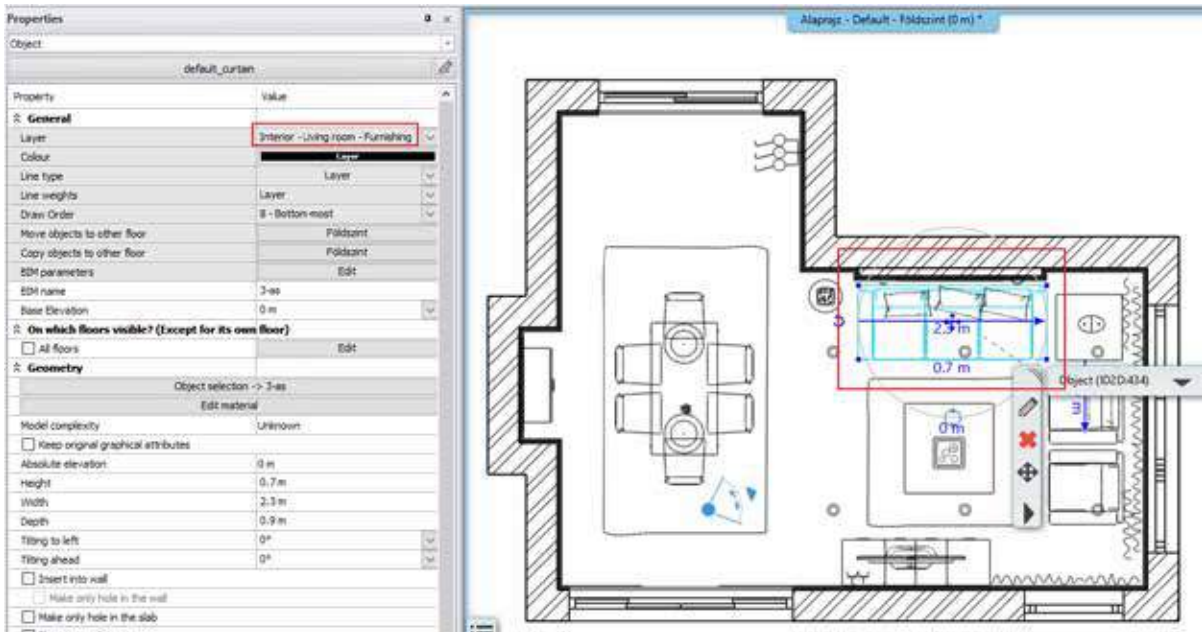 Properties
Object
default_curtain
Property Value
General
Layer Interior -Living room - Furnishing
Colour Layer
Line type Layer
Line weights Layer
Draw Order 8 - Bottom-most
Move objects to other floor Földszint
Copy objects to other floor Földszint
BIM parameters Edit
BIM name 3-as
Base Elevation 0 m
On which floors visible? (Except for its own floor)
All floors Edit
Geometry
Object selection -> 3-as
Edit material
Model complexity Unknown
Keep original graphical attributes
Absolute elevation 0 m
Height 0.7 m
Width 2.3 m
Depth 0.9 m
Tilting to left 0°
Tilting ahead 0°
Insert into wall
Make only hole in the wall
Make only hole in the slab
Alaprajz - Default - Földszint (0 m) *
0.7 m
Object (102D:434)
0 m